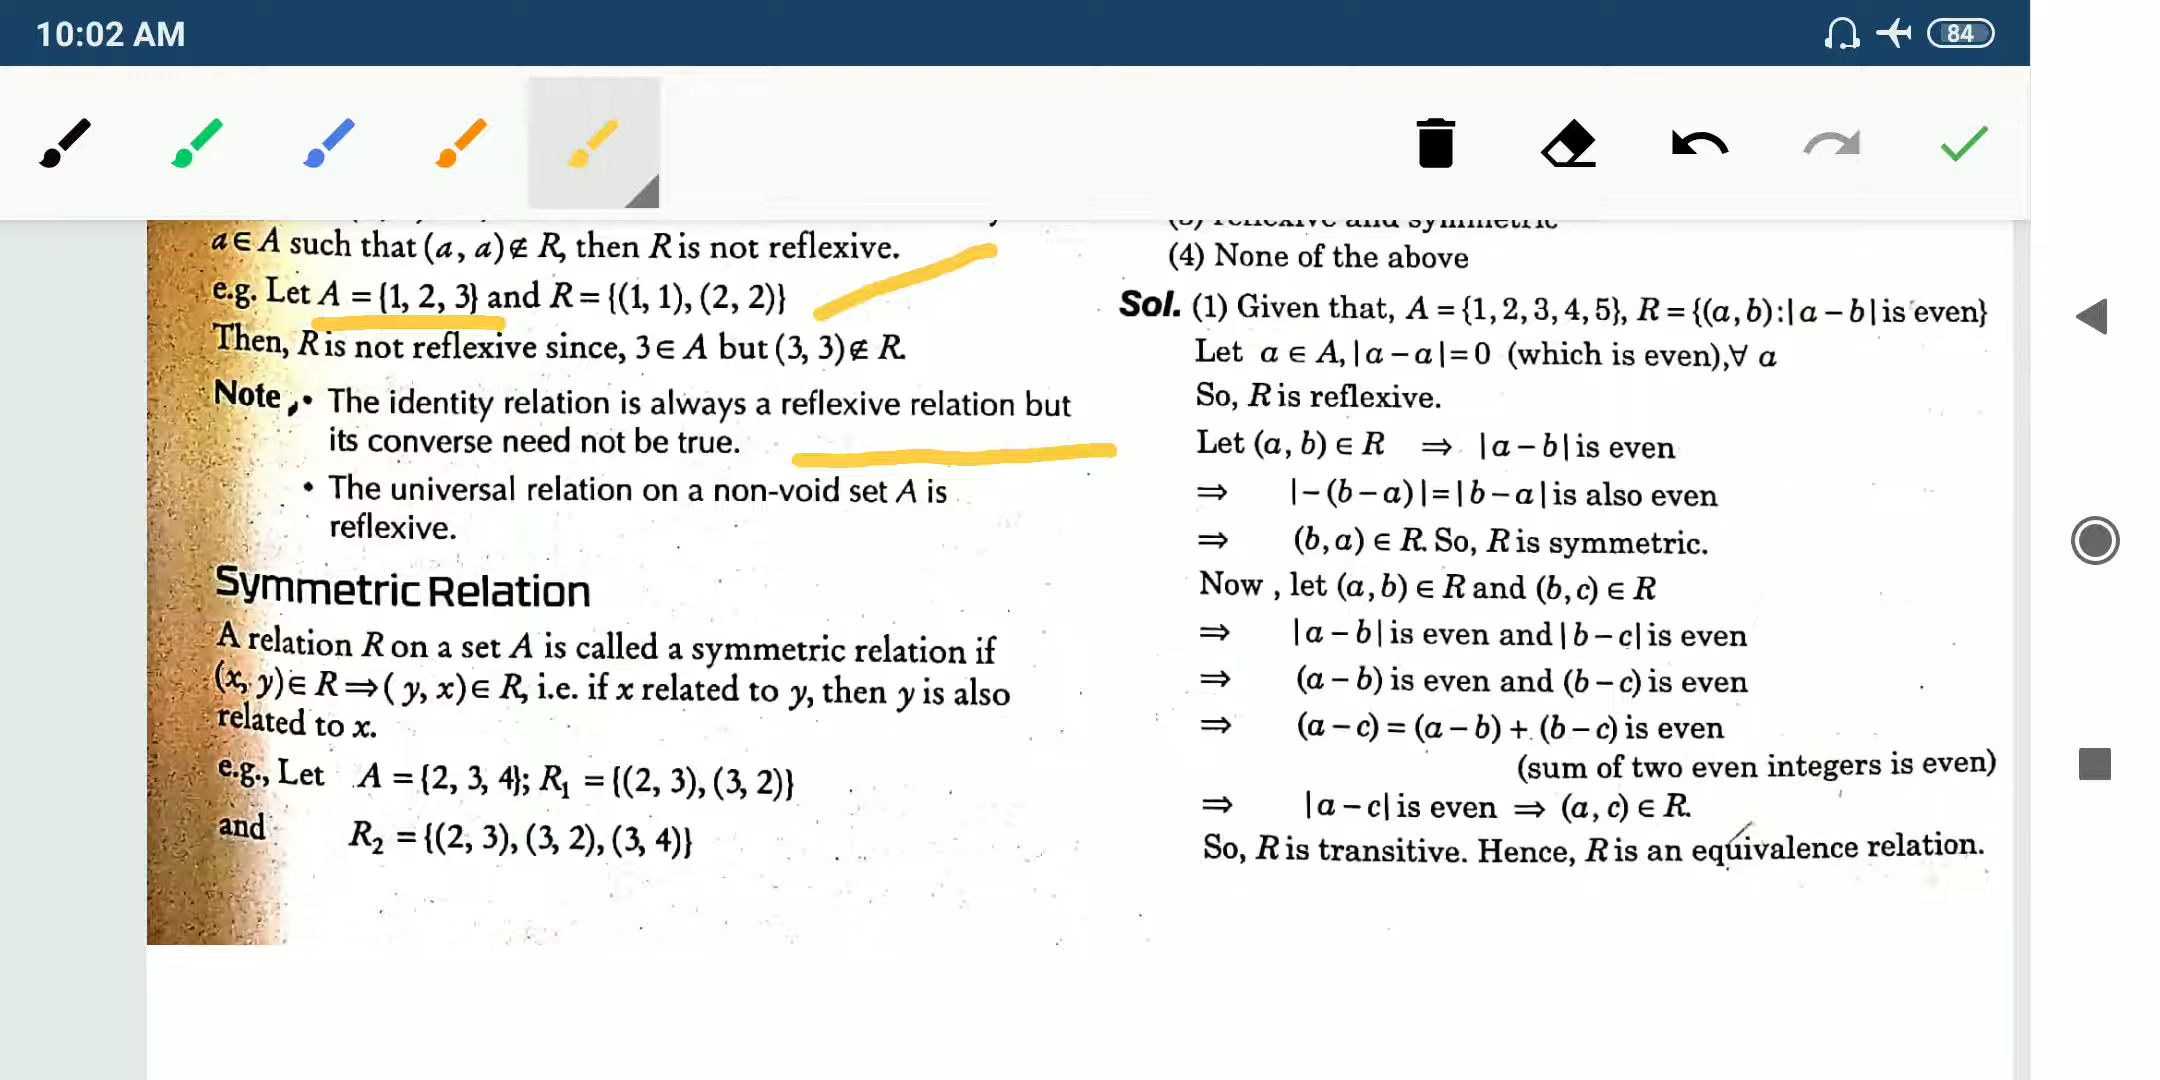 10:02 AM
84
a ∈ A such that (a, a) ∉ R, then R is not reflexive.
e.g. Let A = {1, 2, 3} and R = {(1, 1), (2, 2)}
Then, R is not reflexive since, 3 ∈ A but (3, 3) ∉ R.
Note • The identity relation is always a reflexive relation but
its converse need not be true.
• The universal relation on a non-void set A is
reflexive.
Symmetric Relation
A relation R on a set A is called a symmetric relation if
(x, y) ∈ R ⇒ (y, x) ∈ R, i.e. if x related to y, then y is also
related to x.
e.g., Let A = {2, 3, 4}; R₁ = {(2, 3), (3, 2)}
and R₂ = {(2, 3), (3, 2), (3, 4)}
(3) reflexive and symmetric
(4) None of the above
Sol. (1) Given that, A = {1, 2, 3, 4, 5}, R = {(a, b):|a – b| is even}
Let a ∈ A, |a – a| = 0 (which is even), ∀ a
So, R is reflexive.
Let (a, b) ∈ R ⇒ |a – b| is even
⇒ |– (b – a)| = |b – a| is also even
⇒ (b, a) ∈ R. So, R is symmetric.
Now , let (a, b) ∈ R and (b, c) ∈ R
⇒ |a – b| is even and |b – c| is even
⇒ (a – b) is even and (b – c) is even
⇒ (a – c) = (a – b) + (b – c) is even
(sum of two even integers is even)
⇒ |a – c| is even ⇒ (a, c) ∈ R.
So, R is transitive. Hence, R is an equivalence relation.